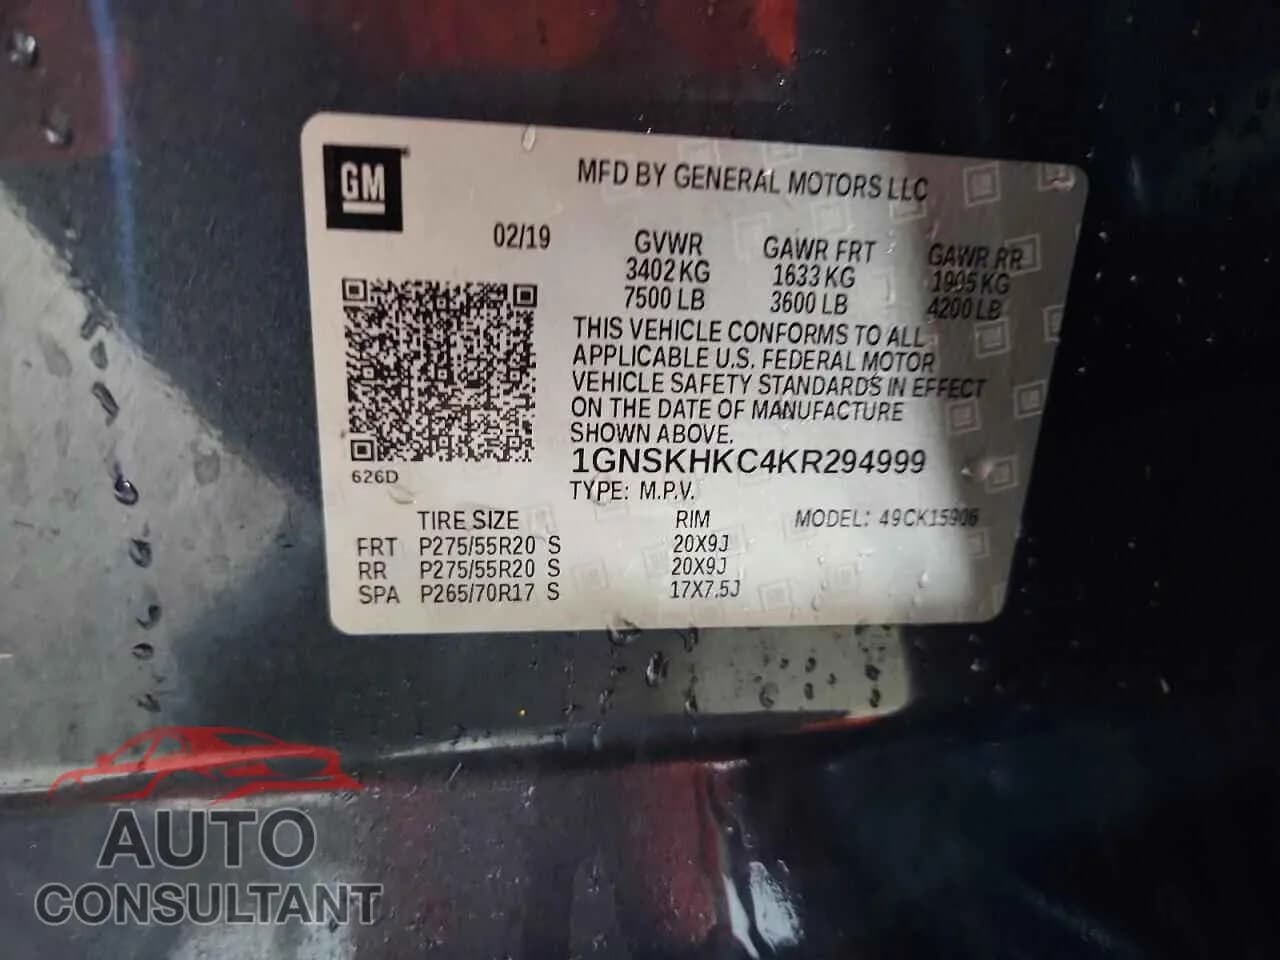 GM
MFD BY GENERAL MOTORS LLC
02/19
GVWR GAWR FRT GAWR RR
3402 KG 1633 KG 1905 KG
7500 LB 3600 LB 4200 LB
THIS VEHICLE CONFORMS TO ALL
APPLICABLE U.S. FEDERAL MOTOR
VEHICLE SAFETY STANDARDS IN EFFECT
ON THE DATE OF MANUFACTURE
SHOWN ABOVE.
1GNSKHKC4KR294999
626D
TYPE: M.P.V.
TIRE SIZE RIM MODEL: 49CK15906
FRT P275/55R20 S 20X9J
RR P275/55R20 S 20X9J
SPA P265/70R17 S 17X7.5J
AUTO
CONSULTANT